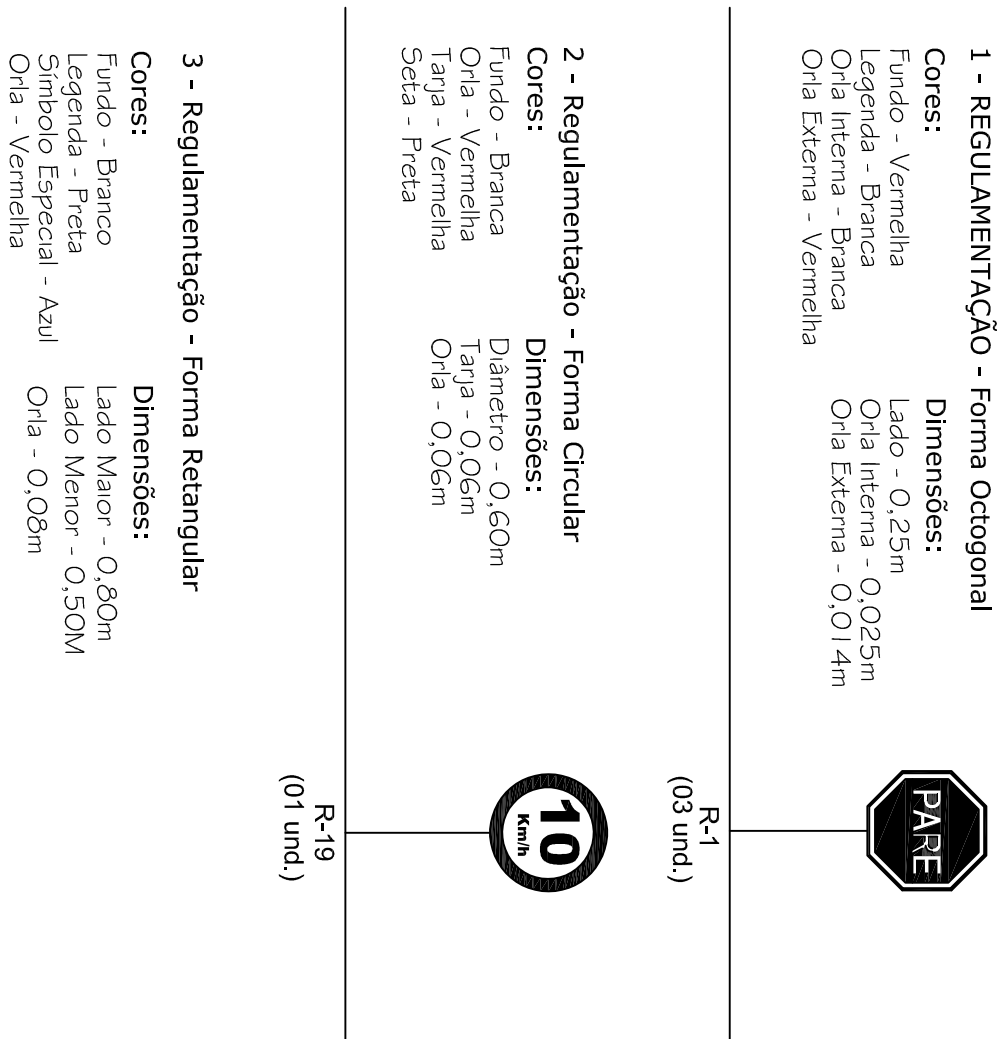 1 - REGULAMENTAÇÃO - Forma Octogonal
Cores:
Fundo - Vermelha
Legenda - Branca
Orla Interna - Branca
Orla Externa - Vermelha
Dimensões:
Lado - 0,25m
Orla Interna - 0,025m
Orla Externa - 0,014m
PARE
R-1
(03 und.)
2 - Regulamentação - Forma Circular
Cores:
Fundo - Branca
Orla - Vermelha
Tarja - Vermelha
Seta - Preta
Dimensões:
Diâmetro - 0,60m
Tarja - 0,06m
Orla - 0,06m
10
Km/h
R-19
(01 und.)
3 - Regulamentação - Forma Retangular
Cores:
Fundo - Branco
Legenda - Preta
Símbolo Especial - Azul
Orla - Vermelha
Dimensões:
Lado Maior - 0,80m
Lado Menor - 0,50M
Orla - 0,08m